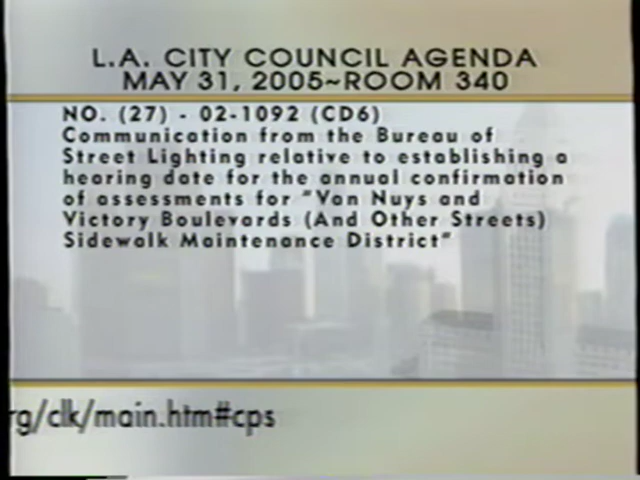 L.A. CITY COUNCIL AGENDA
MAY 31, 2005~ROOM 340
NO. (27) - 02-1092 (CD6)
Communication from the Bureau of
Street Lighting relative to establishing a
hearing date for the annual confirmation
of assessments for "Van Nuys and
Victory Boulevards (And Other Streets)
Sidewalk Maintenance District"
rg/clk/main.htm#cps